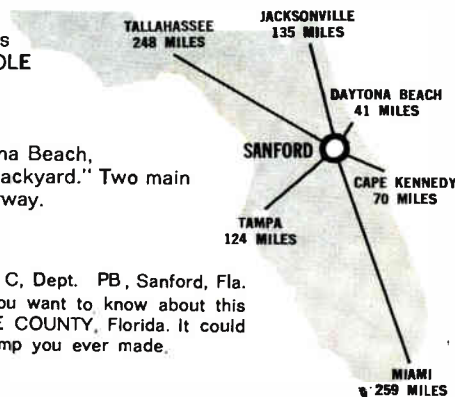 TALLAHASSEE
248 MILES
JACKSONVILLE
135 MILES
DAYTONA BEACH
41 MILES
SANFORD
CAPE KENNEDY
70 MILES
TAMPA
124 MILES
MIAMI
259 MILES
s
OLE
na Beach,
ackyard." Two main
rway.
C, Dept. PB, Sanford, Fla.
ou want to know about this
E COUNTY, Florida. It could
mp you ever made.